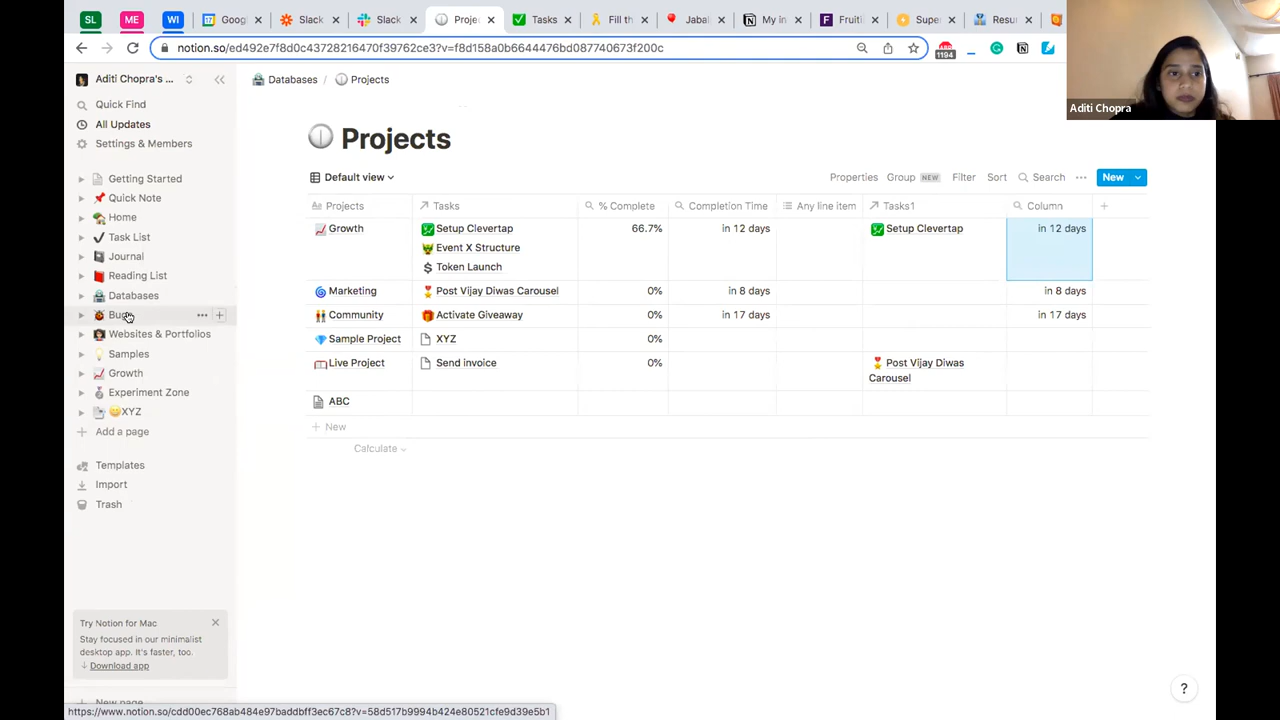 SL
ME
WI
Goog
Slack
Slack
Projec
Tasks
Fill th
Jabal
My in
Fruiti
Supe
Resur
notion.so/ed492e7f8d0c43728216470f39762ce3?v=f8d158a0b6644476bd087740673f200c
1194
Aditi Chopra
Aditi Chopra's ...
Databases / Projects
Quick Find
All Updates
Settings & Members
Getting Started
Quick Note
Home
Task List
Journal
Reading List
Databases
Bug
Websites & Portfolios
Samples
Growth
Experiment Zone
XYZ
Add a page
Templates
Import
Trash
Try Notion for Mac
Stay focused in our minimalist
desktop app. It's faster, too.
Download app
New page
Projects
Default view
Properties Group NEW Filter Sort Search ... New
Projects Tasks % Complete Completion Time Any line item Tasks1 Column
Growth Setup Clevertap 66.7% in 12 days Setup Clevertap in 12 days
Event X Structure
Token Launch
Marketing Post Vijay Diwas Carousel 0% in 8 days in 8 days
Community Activate Giveaway 0% in 17 days in 17 days
Sample Project XYZ 0%
Live Project Send invoice 0% Post Vijay Diwas
Carousel
ABC
New
Calculate
?
https://www.notion.so/cdd00ec768ab484e97baddbff3ec67c8?v=58d517b9994b424e80521cfe9d39e5b1